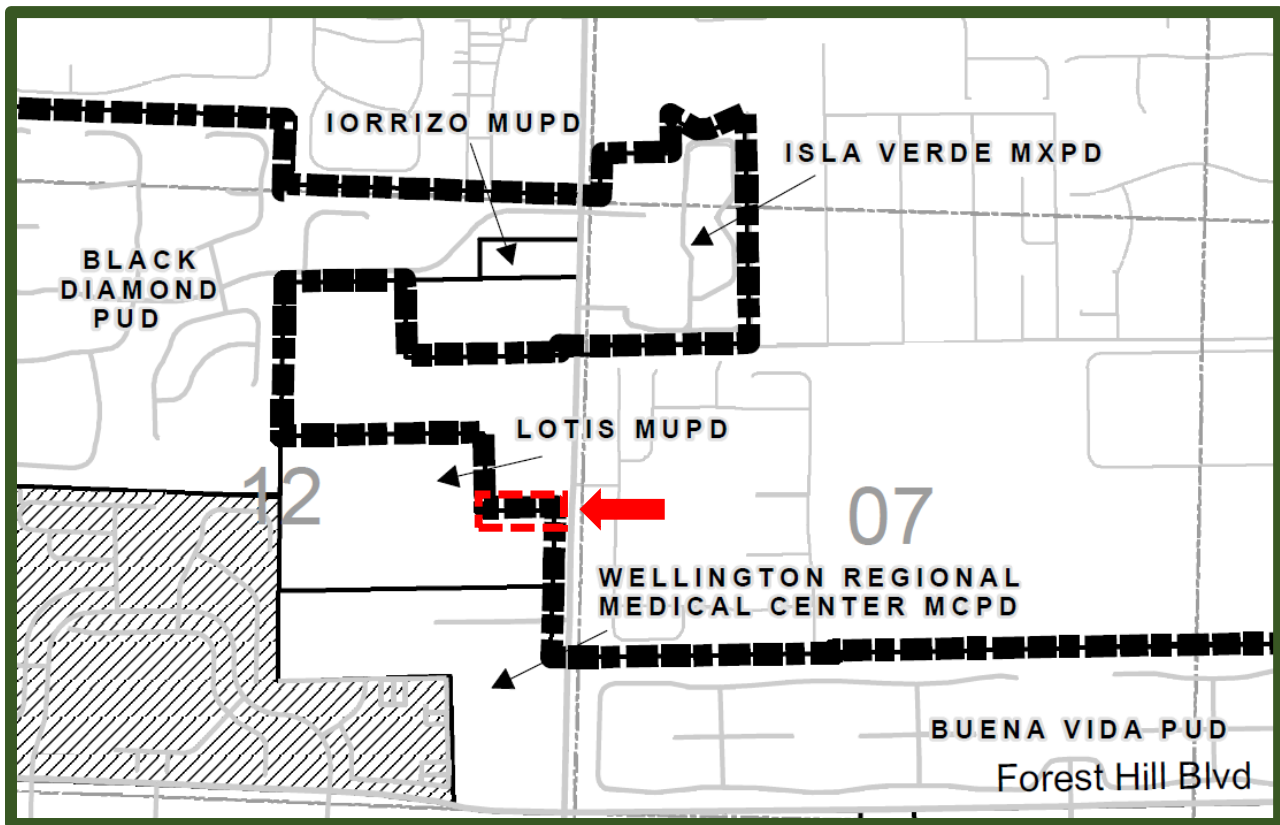 IORRIZO MUPD
ISLA VERDE MXPD
BLACK
DIAMOND
PUD
LOTIS MUPD
12
07
WELLINGTON REGIONAL
MEDICAL CENTER MCPD
BUENA VIDA PUD
Forest Hill Blvd